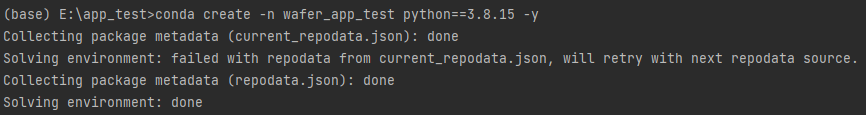 (base) E:\app_test>conda create -n wafer_app_test python==3.8.15 -y
Collecting package metadata (current_repodata.json): done
Solving environment: failed with repodata from current_repodata.json, will retry with next repodata source.
Collecting package metadata (repodata.json): done
Solving environment: done